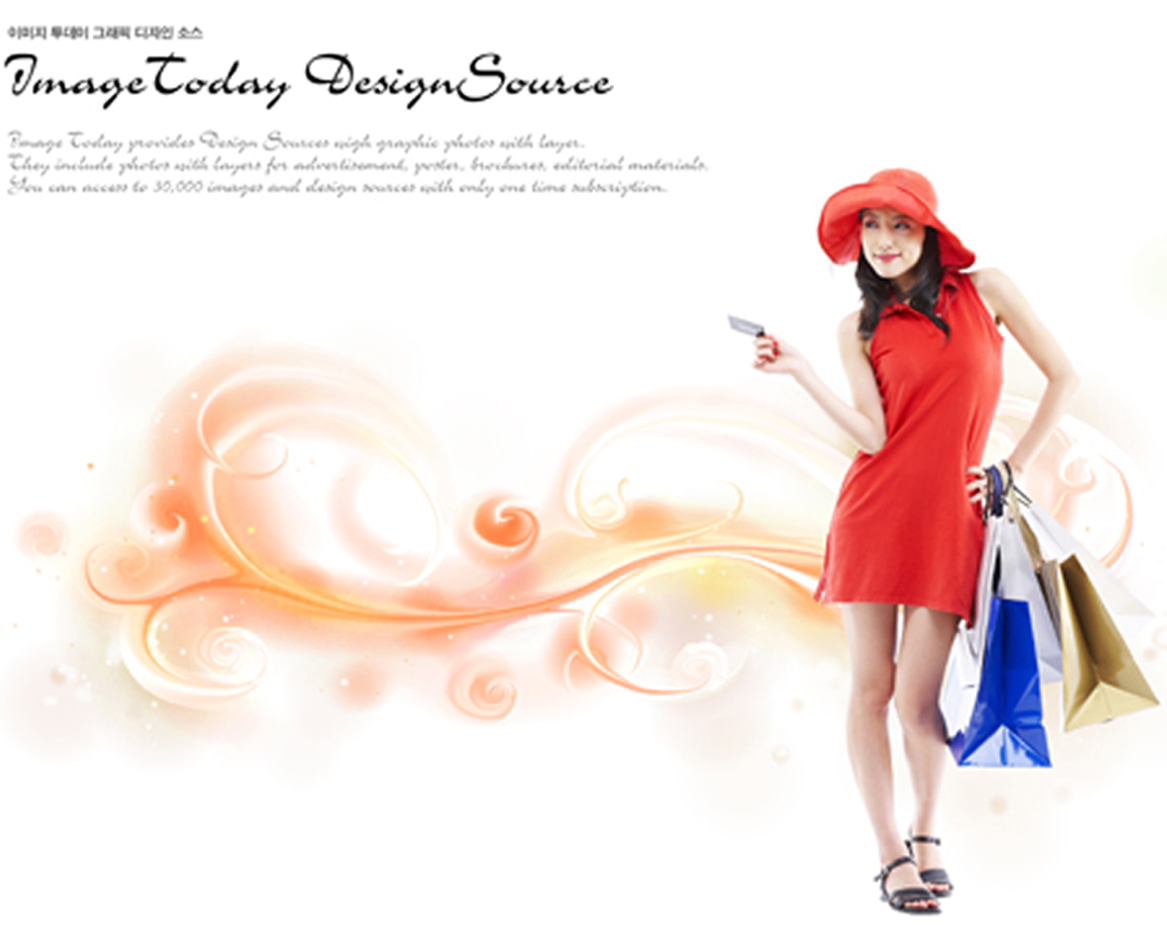 이미지 투데이 그래픽 디자인 소스
ImageToday DesignSource
Image Today provides Design Sources wigh graphic photos with layer.
They include photos with layers for advertisement, poster, brochures, editorial materials.
You can access to 30,000 images and design sources with only one time subscription.